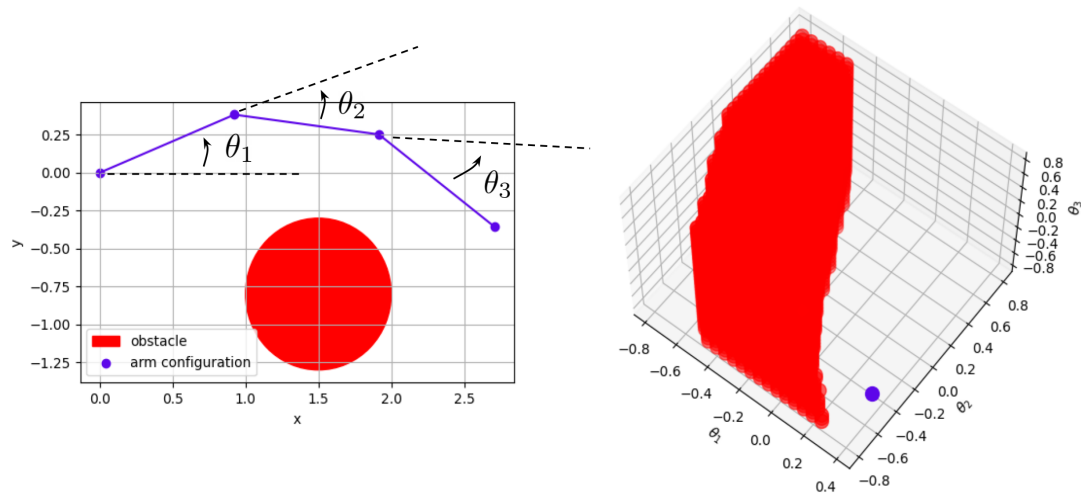 θ₂
θ₁
θ₃
0.25
0.00
−0.25
−0.50
−0.75
−1.00
−1.25
y
obstacle
arm configuration
0.0 0.5 1.0 1.5 2.0 2.5
x
0.8
0.6
0.4
0.2
0.0
−0.2
−0.4
−0.6
−0.8
θ₃
−0.8 −0.6 −0.4 −0.2 0.0 0.2 0.4
θ₁
0.8
0.6
0.4
0.2
0.0
−0.2
−0.4
−0.6
−0.8
θ₂